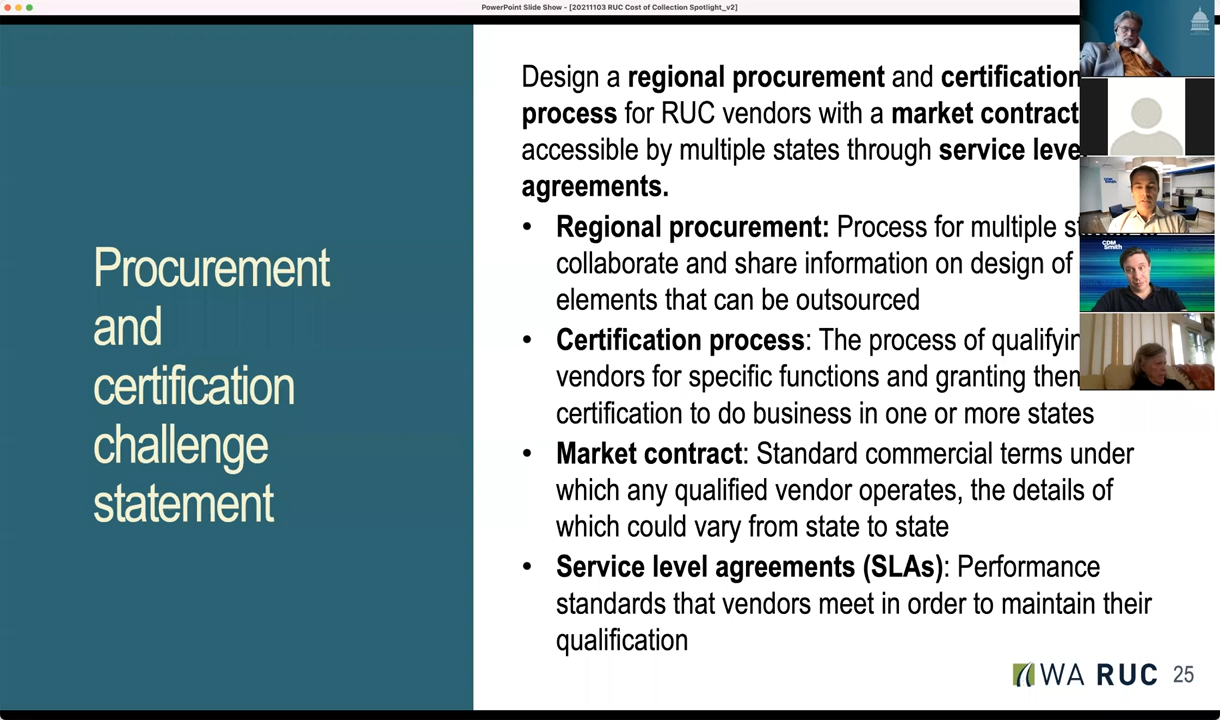 PowerPoint Slide Show - [20211103 RUC Cost of Collection Spotlight_v2]
Procurement
and
certification
challenge
statement
Design a regional procurement and certification
process for RUC vendors with a market contract
accessible by multiple states through service
agreements.
• Regional procurement: Process for multiple
collaborate and share information on design of
elements that can be outsourced
• Certification process: The process of
vendors for specific functions and granting
certification to do business in one or more states
• Market contract: Standard commercial terms under
which any qualified vendor operates, the details of
which could vary from state to state
• Service level agreements (SLAs): Performance
standards that vendors meet in order to maintain their
qualification
WA RUC 25
CDM
Smith